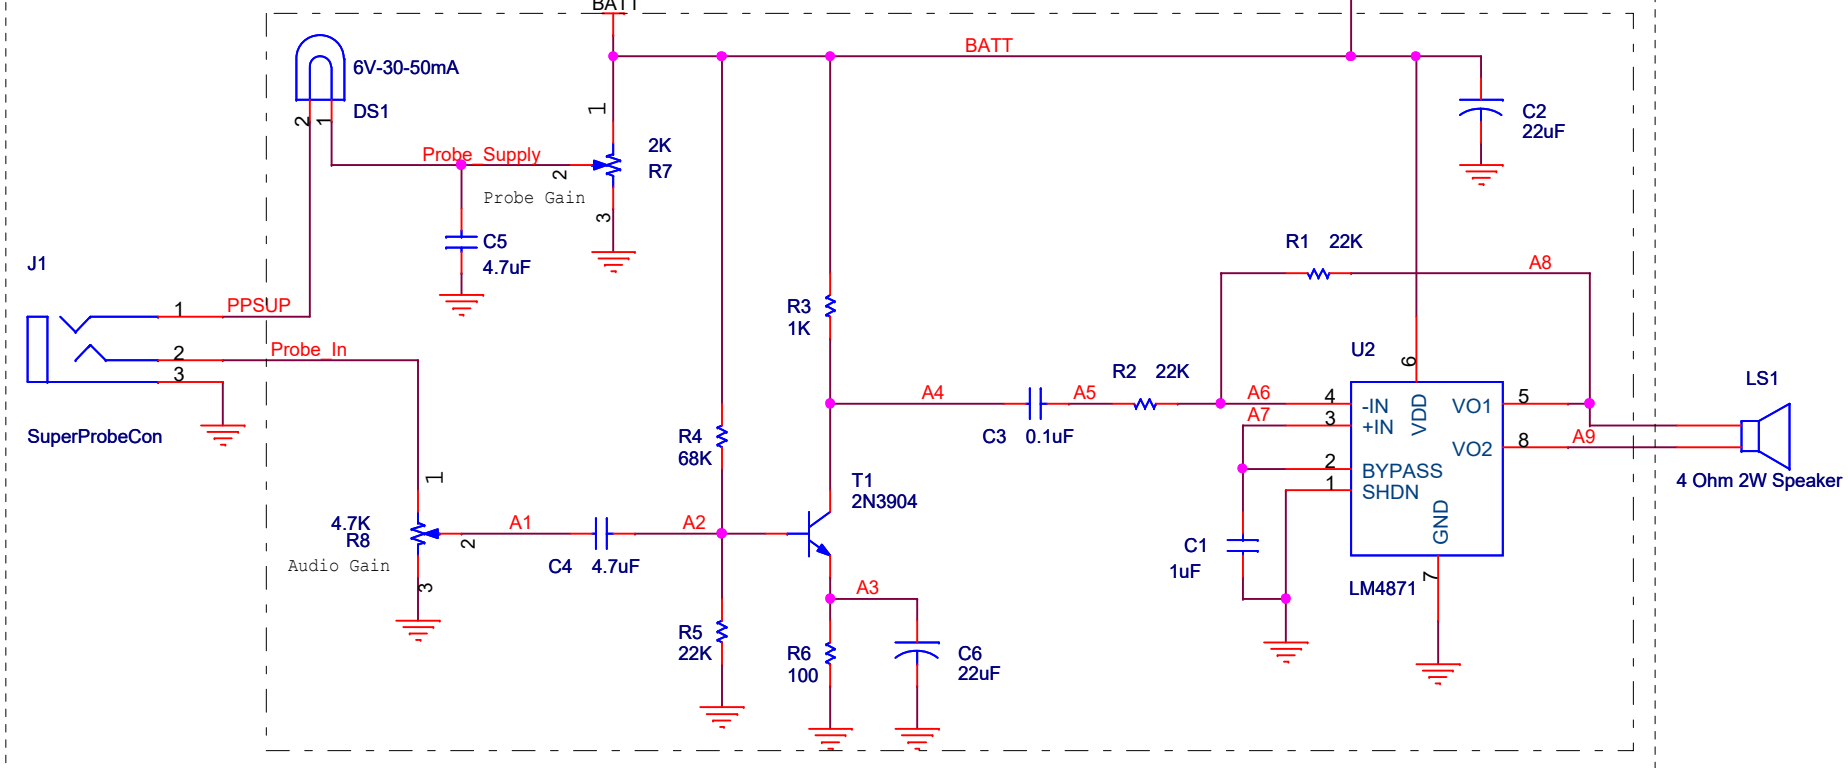 BATT
BATT
6V-30-50mA
DS1
2
1
1
2K
R7
Probe_Supply
2
Probe Gain
3
C5
4.7uF
C2
22uF
J1
1
PPSUP
2
Probe_In
3
SuperProbeCon
R1 22K
A8
R3
1K
U2
6
R2 22K
A4
A5
A6
A7
C3 0.1uF
4
3
2
1
-IN
+IN
BYPASS
SHDN
VDD
VO1
VO2
GND
5
8
A9
7
LM4871
LS1
4 Ohm 2W Speaker
R4
68K
T1
2N3904
1
4.7K
R8
Audio Gain
2
3
A1
A2
C4 4.7uF
C1
1uF
A3
R5
22K
R6
100
C6
22uF